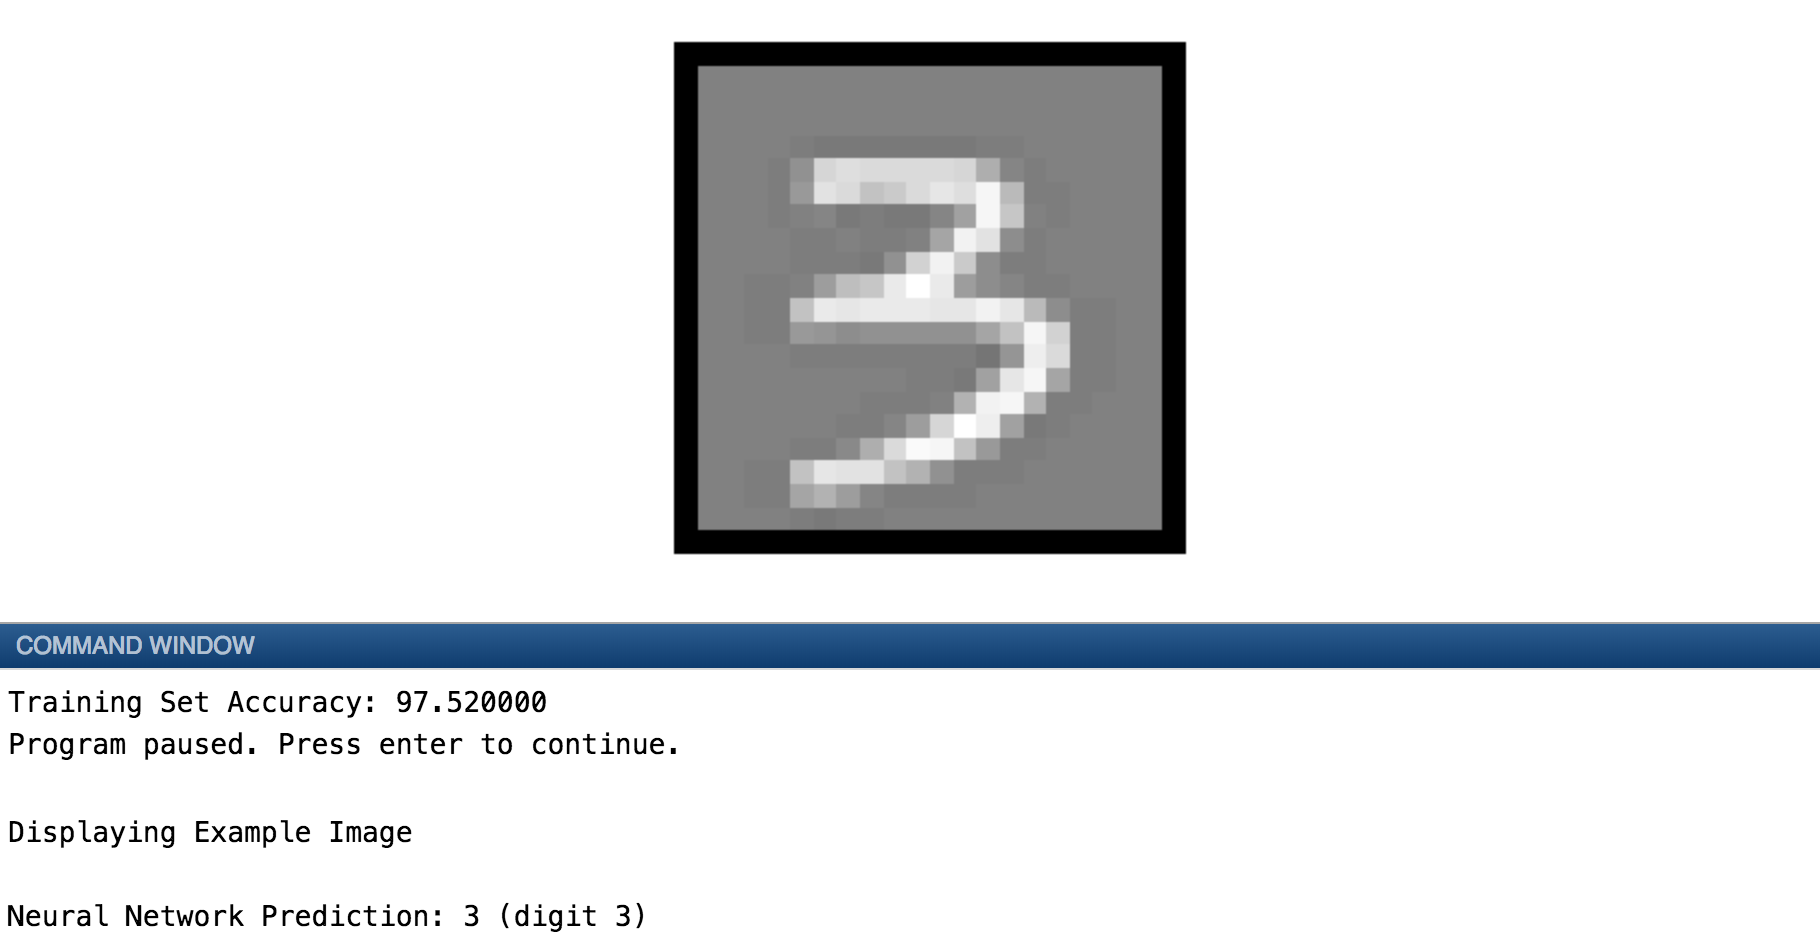 3
COMMAND WINDOW
Training Set Accuracy: 97.520000
Program paused. Press enter to continue.
Displaying Example Image
Neural Network Prediction: 3 (digit 3)